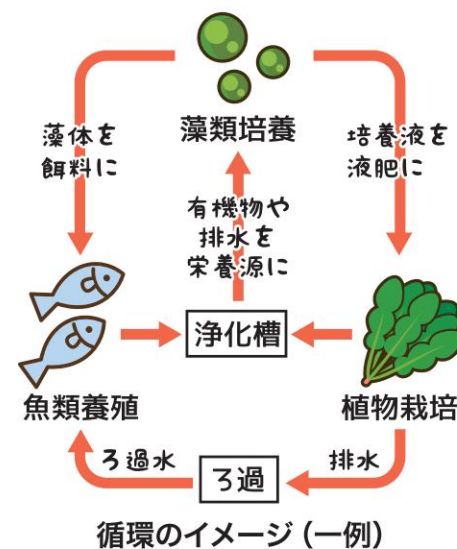 藻類培養
藻体を
餌料に
培養液を
液肥に
有機物や
排水を
栄養源に
浄化槽
魚類養殖
植物栽培
ろ過水
ろ過
排水
循環のイメージ（一例）